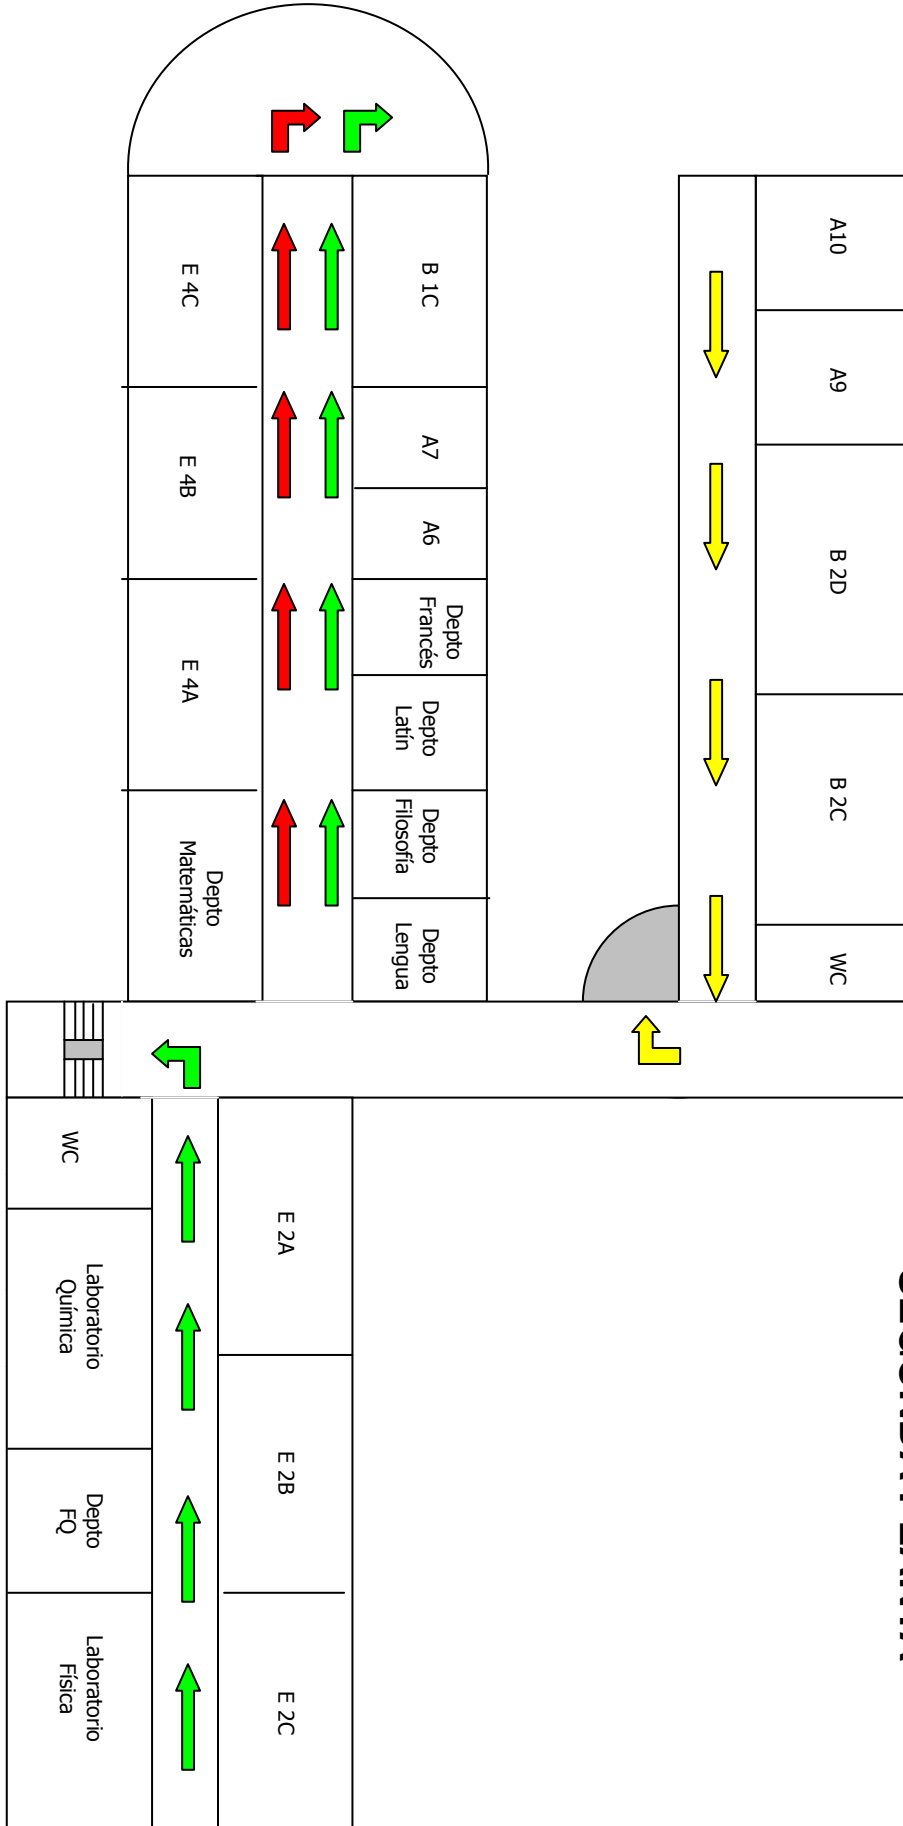 A10
A9
B 2D
B 2C
WC
B 1C
A7
A6
Depto
Francés
Depto
Latín
Depto
Filosofía
Depto
Lengua
E 4C
E 4B
E 4A
Depto
Matemáticas
E 2A
E 2B
E 2C
WC
Laboratorio
Química
Depto
FQ
Laboratorio
Física